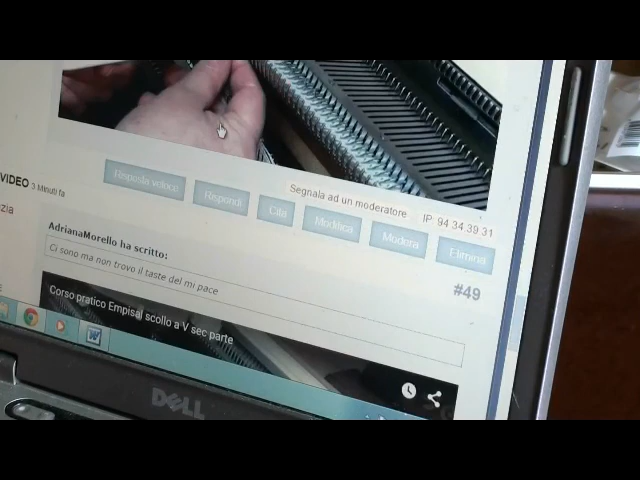 VIDEO 3 Minuti fa
zia
Risposta veloce
Rispondi
Cita
Modifica
Modera
Elimina
Segnala ad un moderatore
IP: 94.34.39.31
#49
AdrianaMorello ha scritto:
Ci sono ma non trovo il taste del mi pace
Corso pratico Empisal scollo a V sec parte
DELL